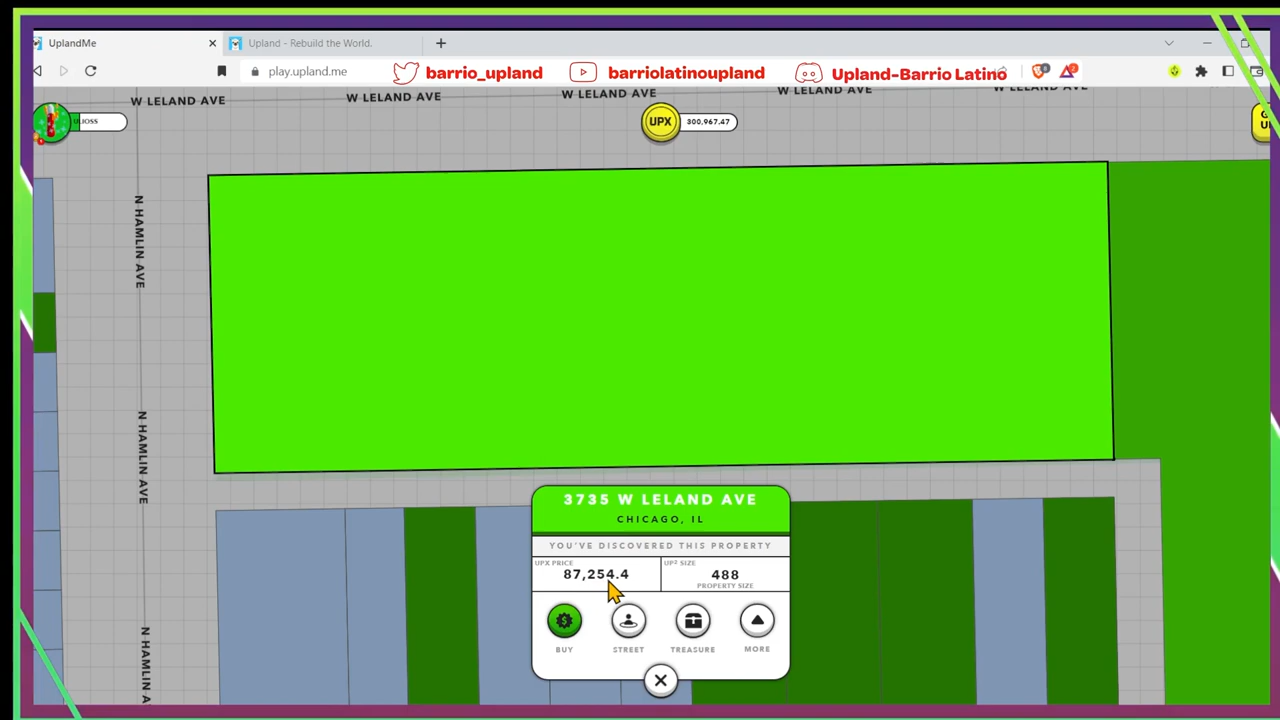 UplandMe
Upland - Rebuild the World.
play.upland.me
barrio_upland
barriolatinoupland
Upland-Barrio Latino
W LELAND AVE
W LELAND AVE
W LELAND AVE
W LELAND AVE
W LELAND AVE
UPX
300,967.47
N HAMLIN AVE
N HAMLIN AVE
N HAMLIN A
3735 W LELAND AVE
CHICAGO, IL
YOU'VE DISCOVERED THIS PROPERTY
UPX PRICE
87,254.4
UP² SIZE
488
PROPERTY SIZE
BUY
STREET
TREASURE
MORE